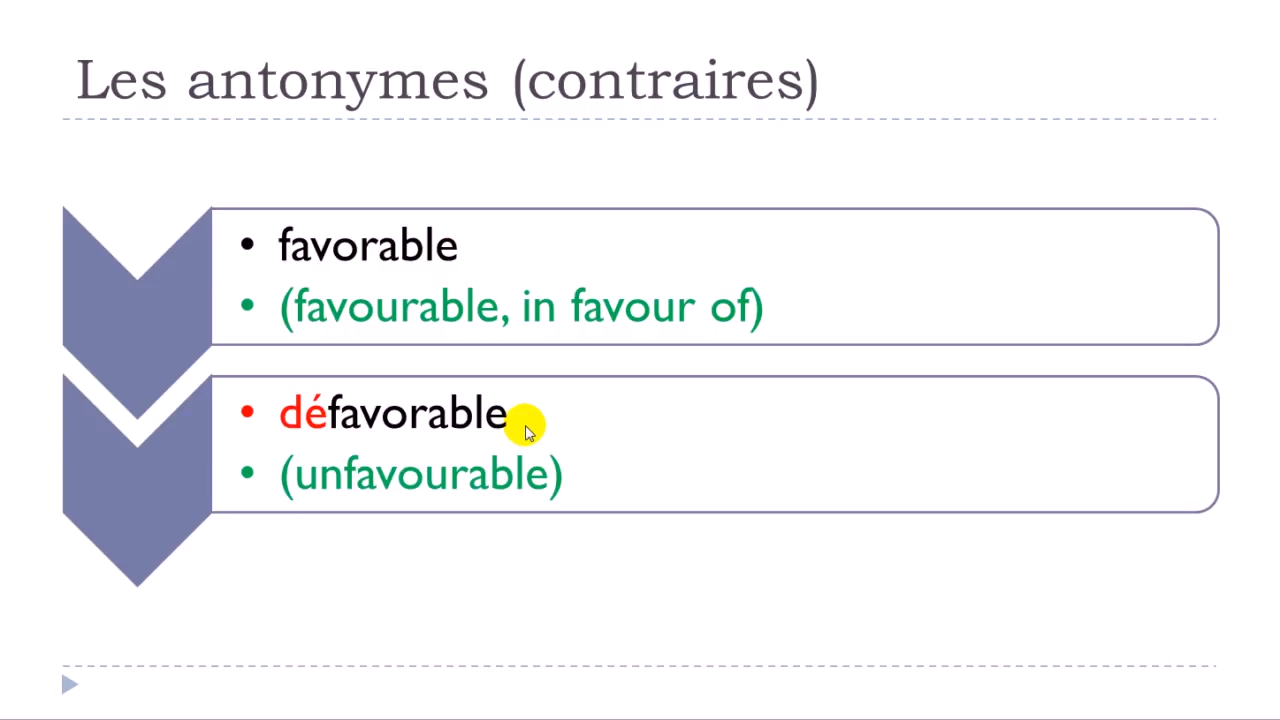 Les antonymes (contraires)
• favorable
• (favourable, in favour of)
• défavorable
• (unfavourable)